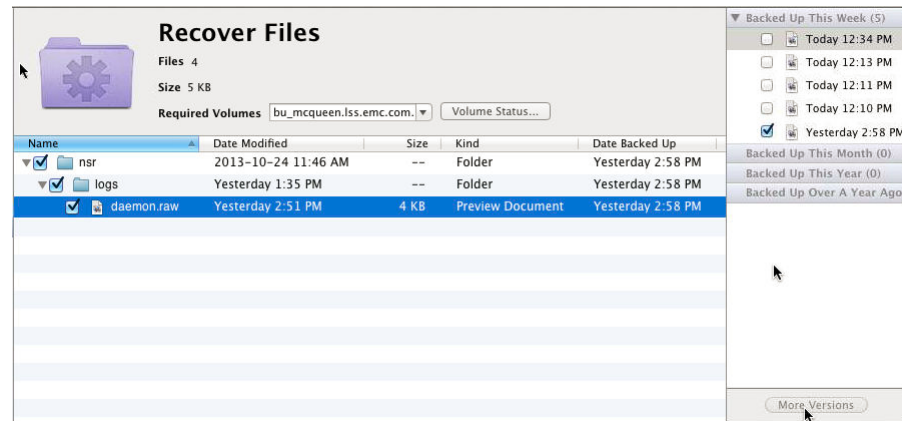 Recover Files
Files 4
Size 5 KB
Required Volumes bu_mcqueen.lss.emc.com. Volume Status...
Name Date Modified Size Kind Date Backed Up
nsr 2013-10-24 11:46 AM -- Folder Yesterday 2:58 PM
logs Yesterday 1:35 PM -- Folder Yesterday 2:58 PM
daemon.raw Yesterday 2:51 PM 4 KB Preview Document Yesterday 2:58 PM
Backed Up This Week (5)
Today 12:34 PM
Today 12:13 PM
Today 12:11 PM
Today 12:10 PM
Yesterday 2:58 PM
Backed Up This Month (0)
Backed Up This Year (0)
Backed Up Over A Year Ago
More Versions